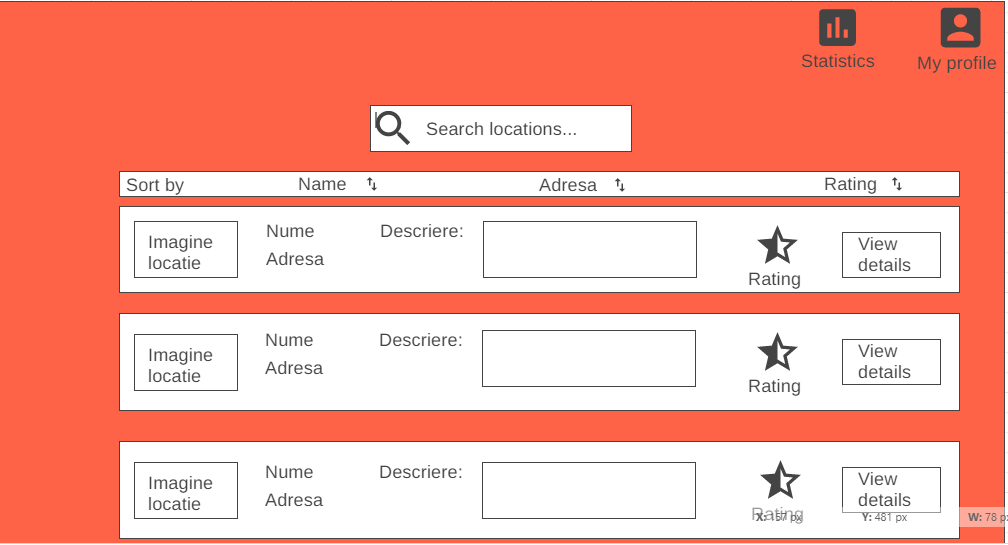 Statistics
My profile
Search locations...
Sort by Name Adresa Rating
Imagine
locatie
Nume
Adresa
Descriere:
Rating
View
details
Imagine
locatie
Nume
Adresa
Descriere:
Rating
View
details
Imagine
locatie
Nume
Adresa
Descriere:
Rating
View
details
X: 157 px Y: 481 px W: 78 p